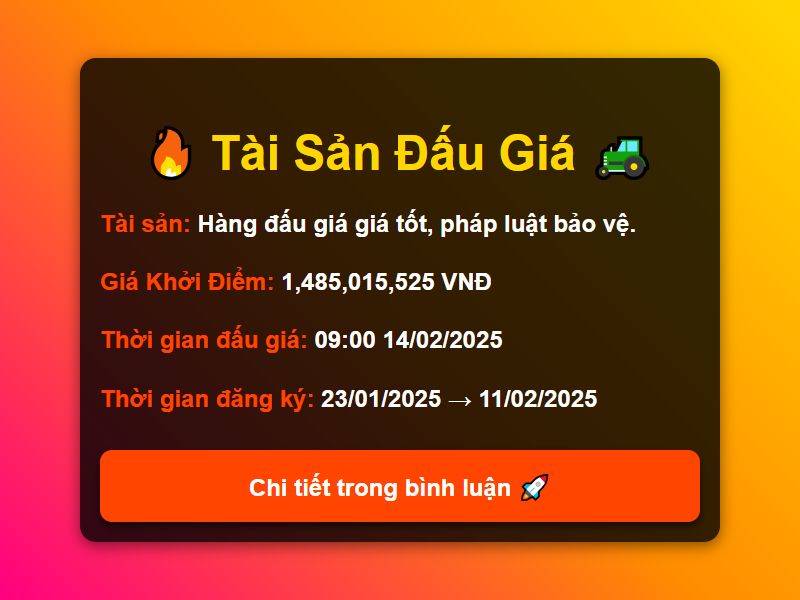 🔥 Tài Sản Đấu Giá 🚜
Tài sản: Hàng đấu giá giá tốt, pháp luật bảo vệ.
Giá Khởi Điểm: 1,485,015,525 VNĐ
Thời gian đấu giá: 09:00 14/02/2025
Thời gian đăng ký: 23/01/2025 → 11/02/2025
Chi tiết trong bình luận 🚀